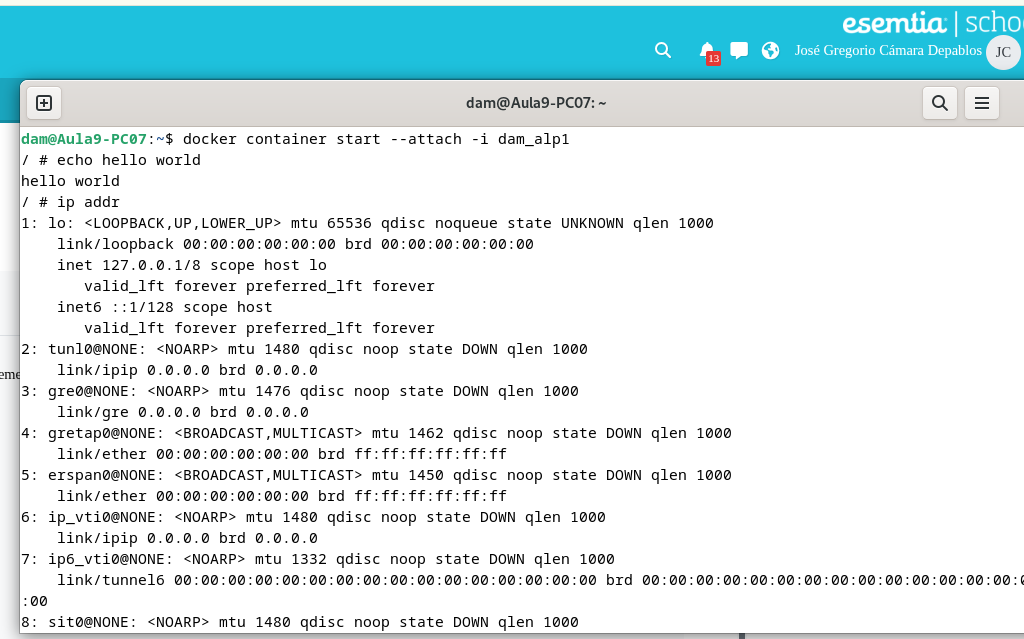 esemtia | scho
13
José Gregorio Cámara Depablos
JC
dam@Aula9-PC07: ~
dam@Aula9-PC07:~$ docker container start --attach -i dam_alp1
/ # echo hello world
hello world
/ # ip addr
1: lo: <LOOPBACK,UP,LOWER_UP> mtu 65536 qdisc noqueue state UNKNOWN qlen 1000
    link/loopback 00:00:00:00:00:00 brd 00:00:00:00:00:00
    inet 127.0.0.1/8 scope host lo
       valid_lft forever preferred_lft forever
    inet6 ::1/128 scope host
       valid_lft forever preferred_lft forever
2: tunl0@NONE: <NOARP> mtu 1480 qdisc noop state DOWN qlen 1000
    link/ipip 0.0.0.0 brd 0.0.0.0
3: gre0@NONE: <NOARP> mtu 1476 qdisc noop state DOWN qlen 1000
    link/gre 0.0.0.0 brd 0.0.0.0
4: gretap0@NONE: <BROADCAST,MULTICAST> mtu 1462 qdisc noop state DOWN qlen 1000
    link/ether 00:00:00:00:00:00 brd ff:ff:ff:ff:ff:ff
5: erspan0@NONE: <BROADCAST,MULTICAST> mtu 1450 qdisc noop state DOWN qlen 1000
    link/ether 00:00:00:00:00:00 brd ff:ff:ff:ff:ff:ff
eme
6: ip_vti0@NONE: <NOARP> mtu 1480 qdisc noop state DOWN qlen 1000
    link/ipip 0.0.0.0 brd 0.0.0.0
7: ip6_vti0@NONE: <NOARP> mtu 1332 qdisc noop state DOWN qlen 1000
    link/tunnel6 00:00:00:00:00:00:00:00:00:00:00:00:00:00:00:00 brd 00:00:00:00:00:00:00:00:00:00:00:00:00:00:0
:00
8: sit0@NONE: <NOARP> mtu 1480 qdisc noop state DOWN qlen 1000